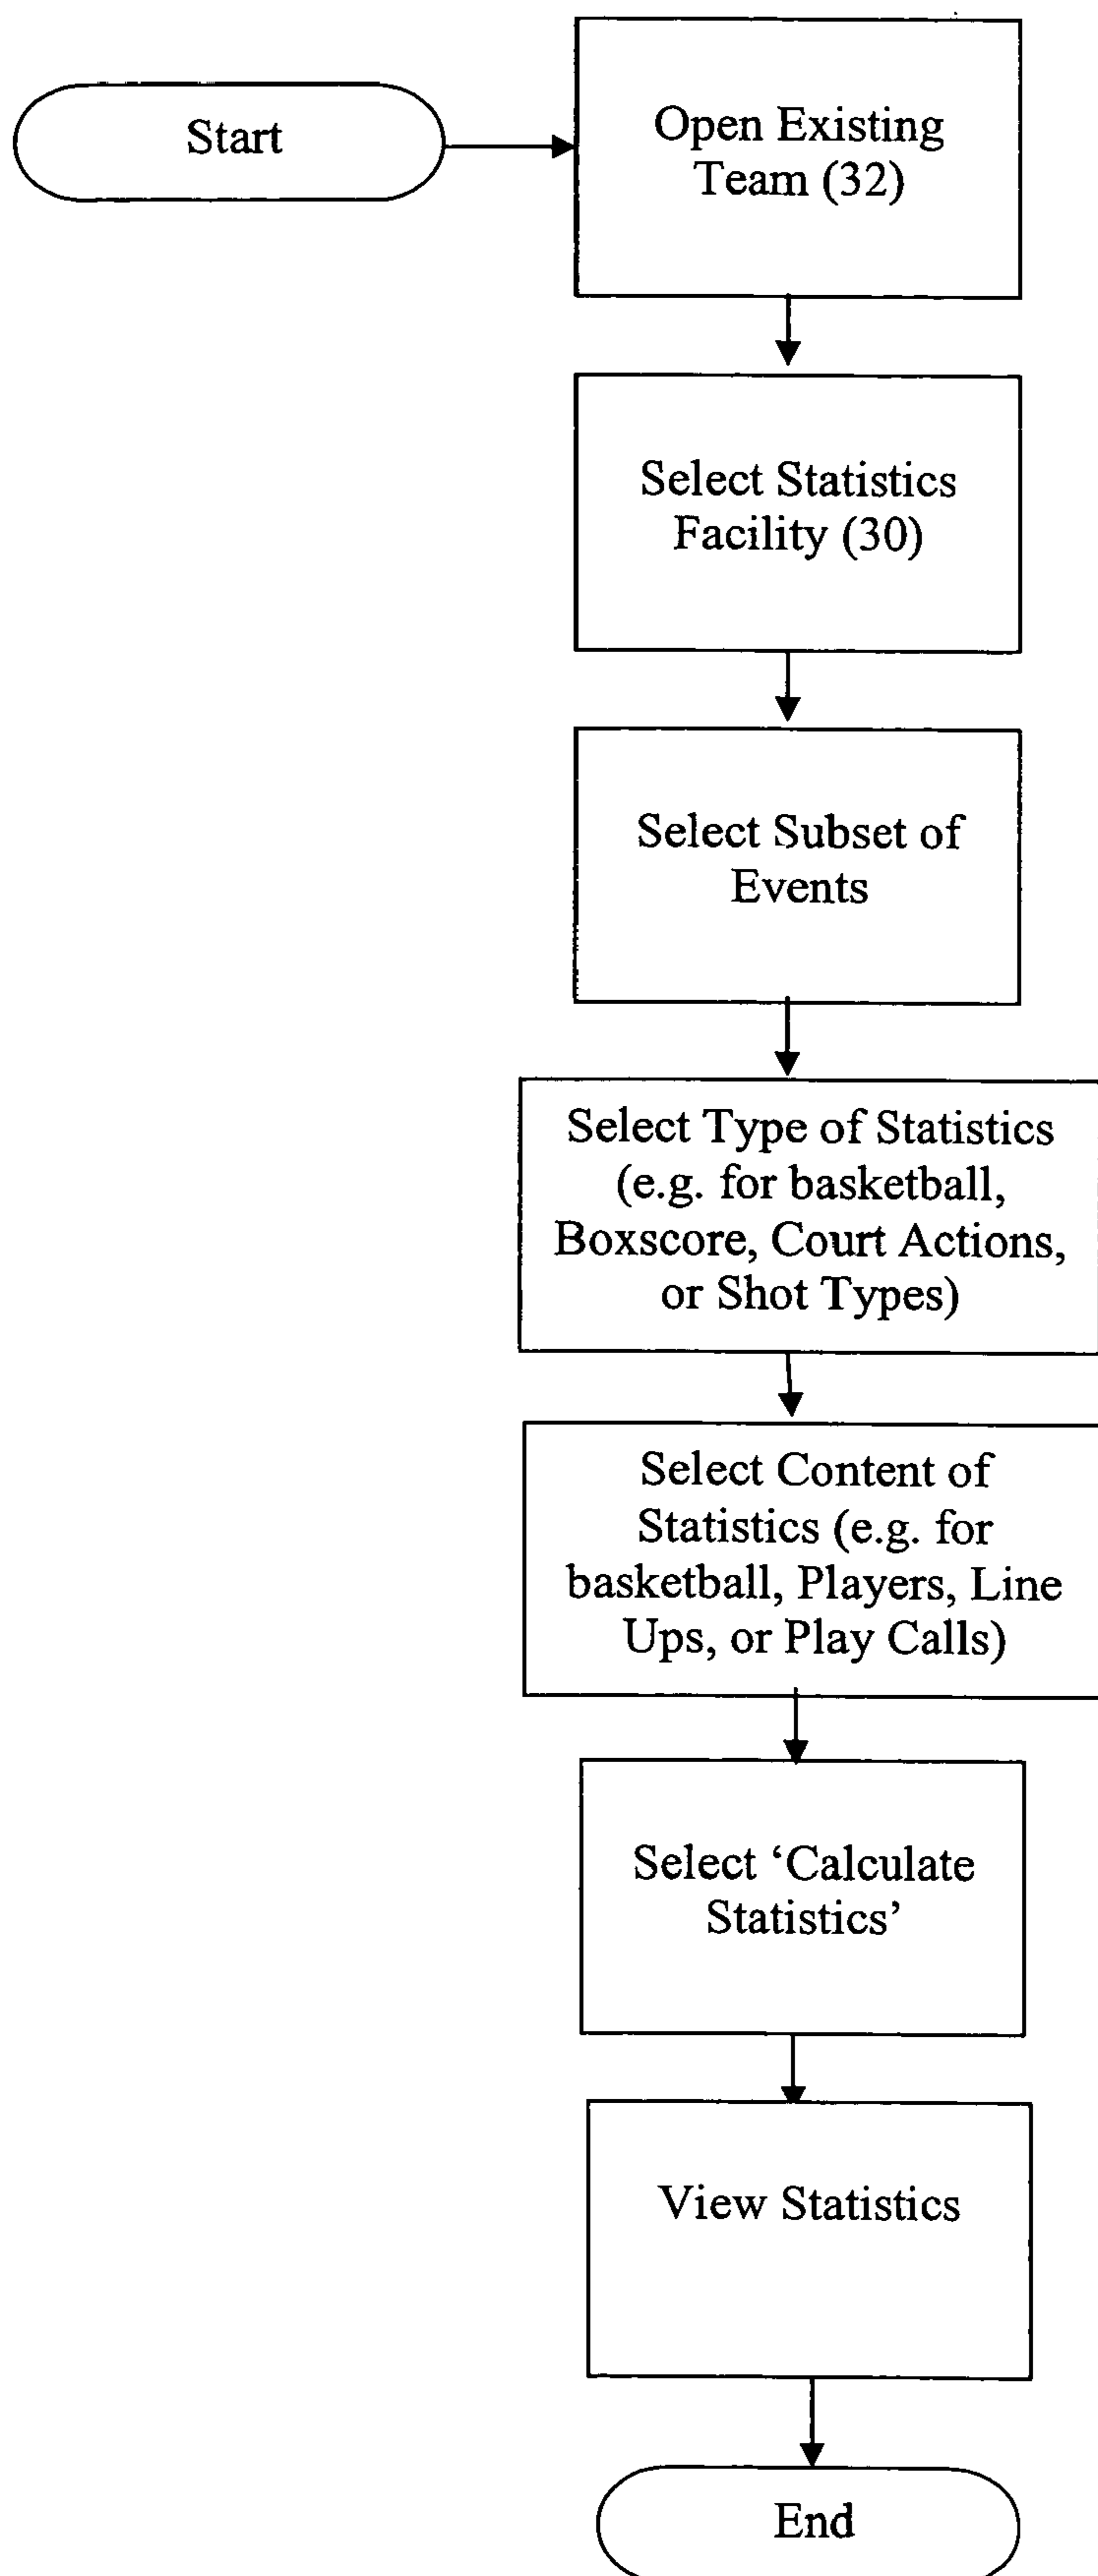 Start
Open Existing
Team (32)
Select Statistics
Facility (30)
Select Subset of
Events
Select Type of Statistics
(e.g. for basketball,
Boxscore, Court Actions,
or Shot Types)
Select Content of
Statistics (e.g. for
basketball, Players, Line
Ups, or Play Calls)
Select ‘Calculate
Statistics’
View Statistics
End